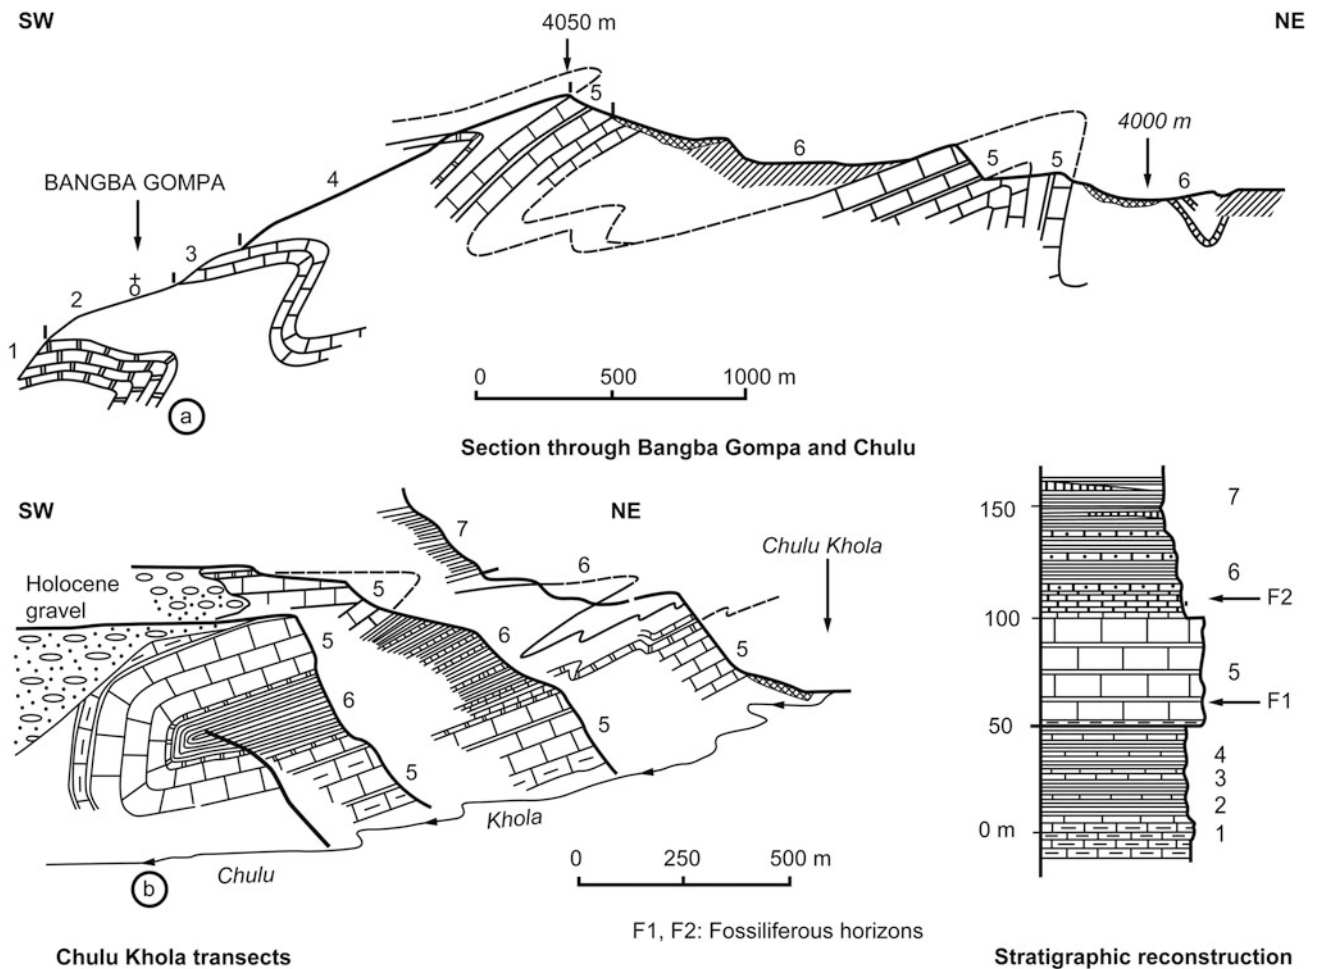 SW
NE
4050 m
5
4000 m
6
5
5
6
4
BANGBA GOMPA
3
2
1
a
0 500 1000 m
Section through Bangba Gompa and Chulu
SW
NE
7
Chulu Khola
6
Holocene
gravel
5
6
5
5
6
5
5
Khola
Chulu
b
0 250 500 m
F1, F2: Fossiliferous horizons
Chulu Khola transects
150
7
6
F2
100
5
F1
50
4
3
2
0 m
1
Stratigraphic reconstruction